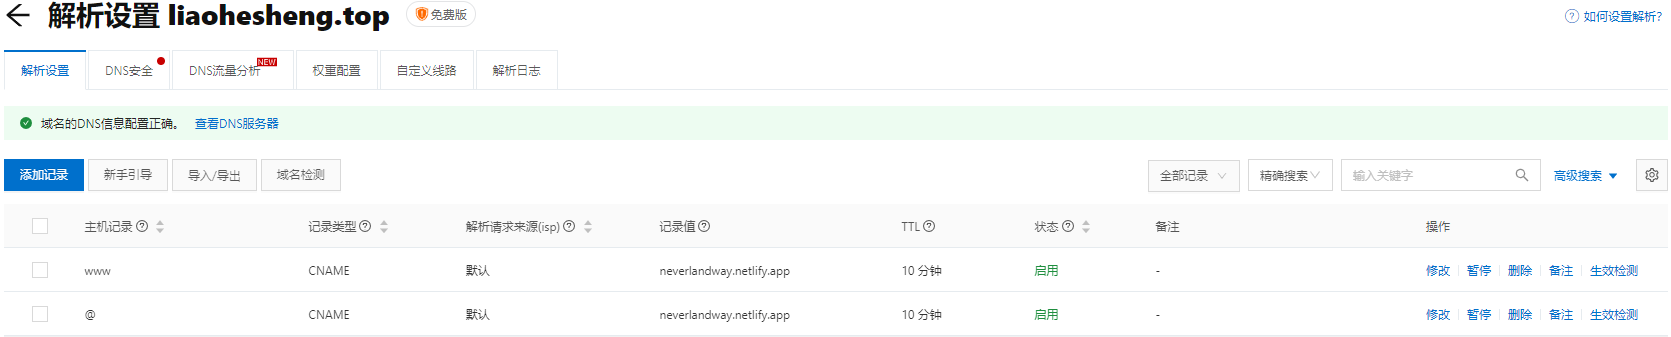 解析设置 liaohesheng.top 免费版 如何设置解析?
解析设置 DNS安全 DNS流量分析 NEW 权重配置 自定义线路 解析日志
域名的DNS信息配置正确。 查看DNS服务器
添加记录 新手引导 导入/导出 域名检测 全部记录 精确搜索 输入关键字 高级搜索
主机记录 记录类型 解析请求来源(isp) 记录值 TTL 状态 备注 操作
www CNAME 默认 neverlandway.netlify.app 10 分钟 启用 - 修改 暂停 删除 备注 生效检测
@ CNAME 默认 neverlandway.netlify.app 10 分钟 启用 - 修改 暂停 删除 备注 生效检测